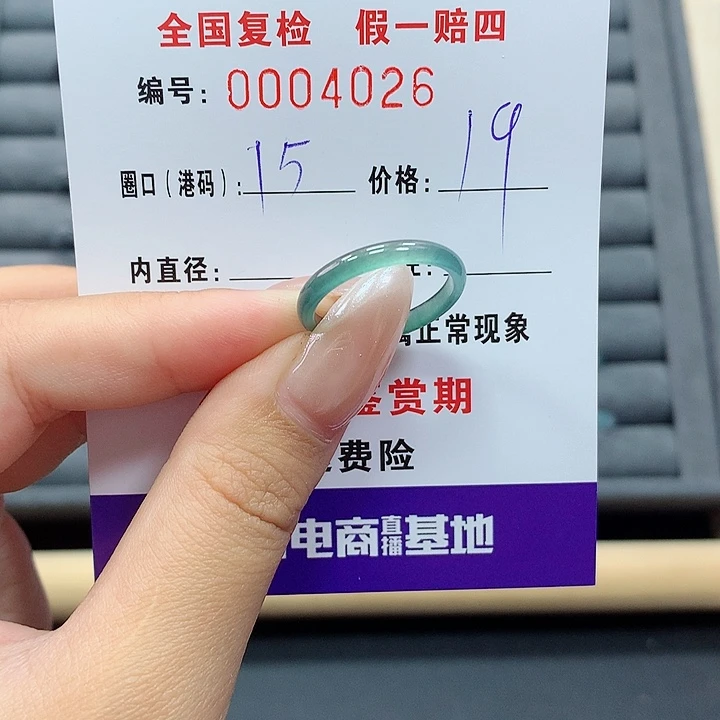 全国复检 假一赔四
编号: 0004026
圈口(港码): 15 价格: 19
内直径:
正常现象
鉴赏期
费险
电商直播基地